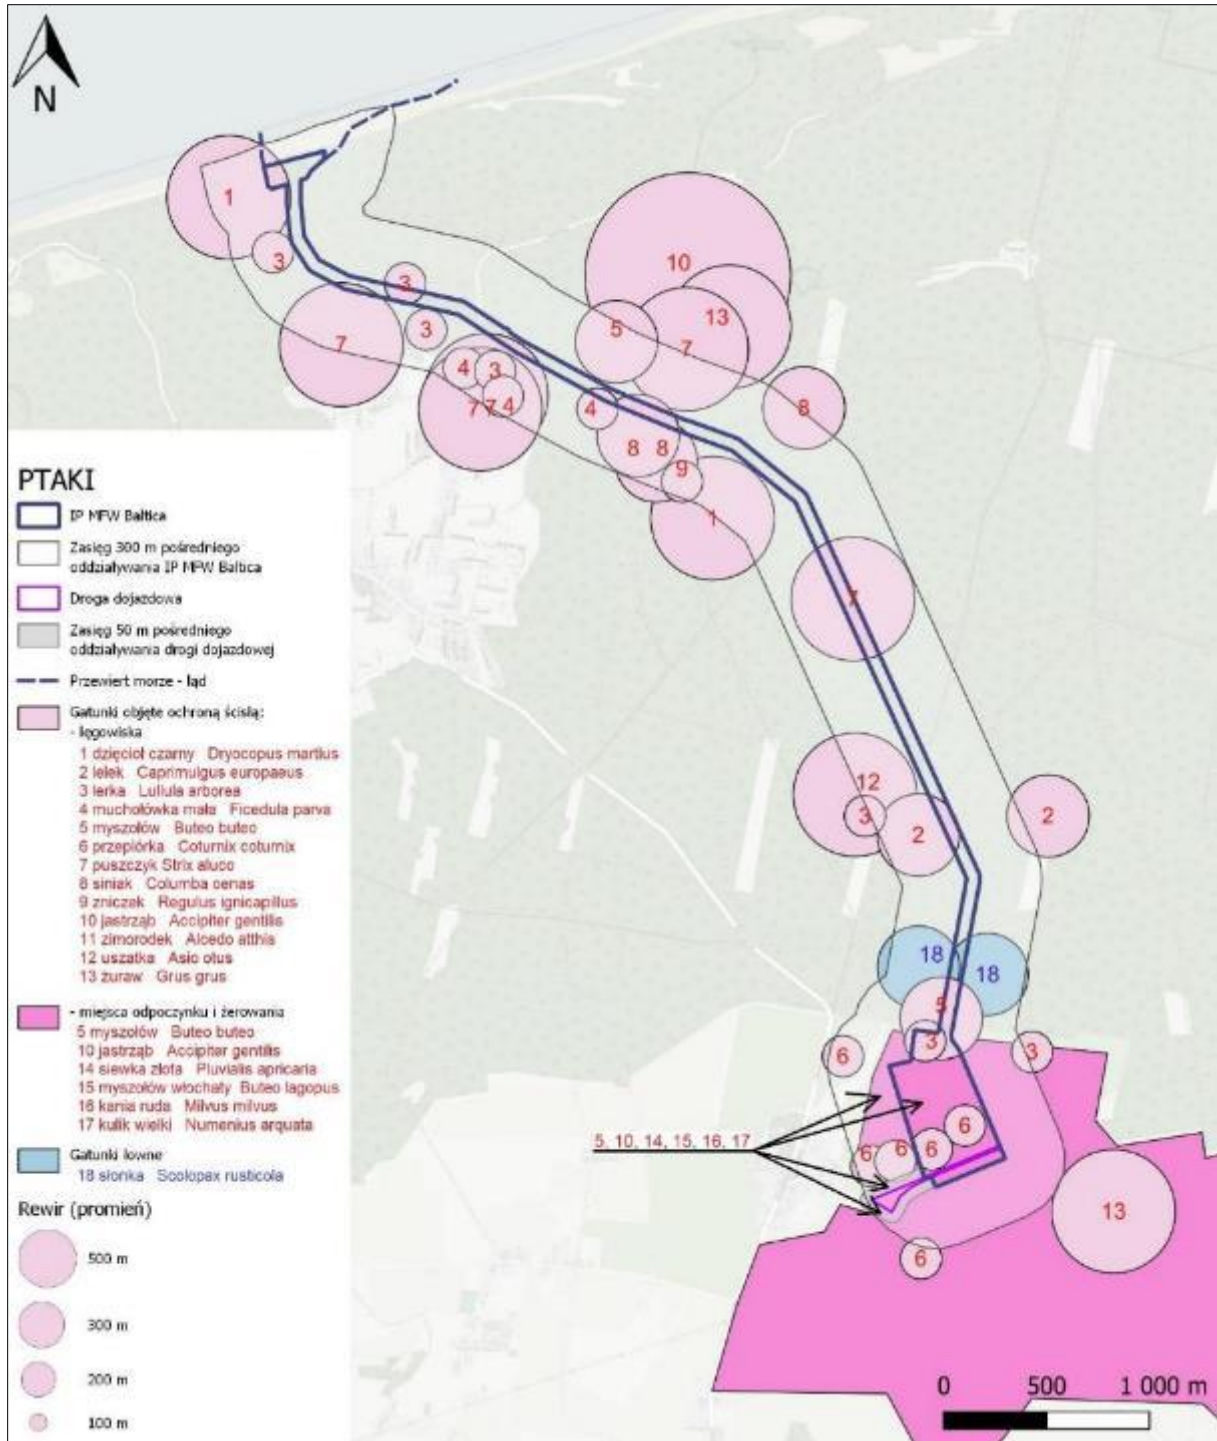 N
1
3
10
3
13
5
3
7
7
4
3
7
7
4
4
8
8
8
9
1
7
12
3
2
2
18
18
5
3
6
3
6
6
6
6
5, 10, 14, 15, 16, 17
13
6
PTAKI
IP MFW Baltica
Zasięg 300 m pośredniego
oddziaływania IP MFW Baltica
Droga dojazdowa
Zasięg 50 m pośredniego
oddziaływania drogi dojazdowej
Przewiert morze - ląd
Gatunki objęte ochroną ścisłą:
- lęgowiska
1 dzięcioł czarny Dryocopus martius
2 lelek Caprimulgus europaeus
3 lerka Lullula arborea
4 muchołówka mała Ficedula parva
5 myszołów Buteo buteo
6 przepiórka Coturnix coturnix
7 puszczyk Strix aluco
8 siniak Columba oenas
9 zniczek Regulus ignicapillus
10 jastrząb Accipiter gentilis
11 zimorodek Alcedo atthis
12 uszatka Asio otus
13 żuraw Grus grus
- miejsca odpoczynku i żerowania
5 myszołów Buteo buteo
10 jastrząb Accipiter gentilis
14 siewka złota Pluvialis apricaria
15 myszołów włochaty Buteo lagopus
16 kania ruda Milvus milvus
17 kulik wielki Numenius arquata
Gatunki łowne
18 słonka Scolopax rusticola
Rewir (promień)
500 m
300 m
200 m
100 m
0 500 1 000 m